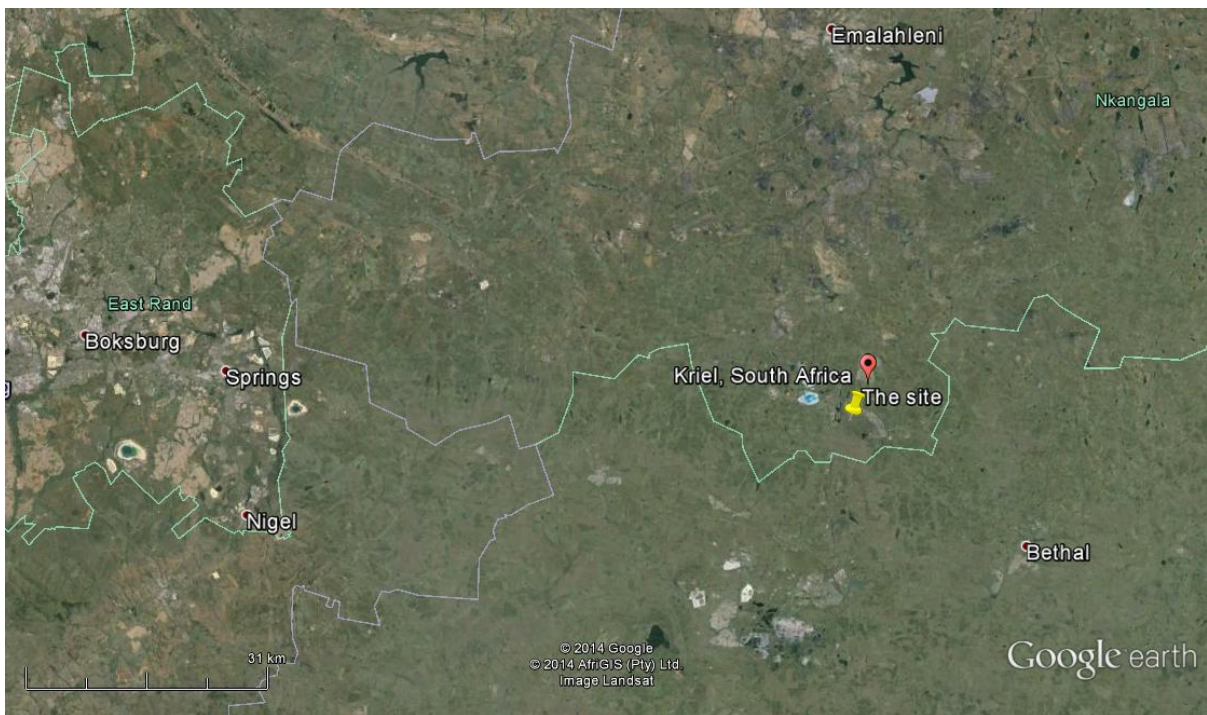 Emalahleni
Nkangala
East Rand
Boksburg
g
Springs
Kriel, South Africa
The site
Nigel
Bethal
31 km
© 2014 Google
© 2014 AfriGIS (Pty) Ltd.
Image Landsat
Google earth